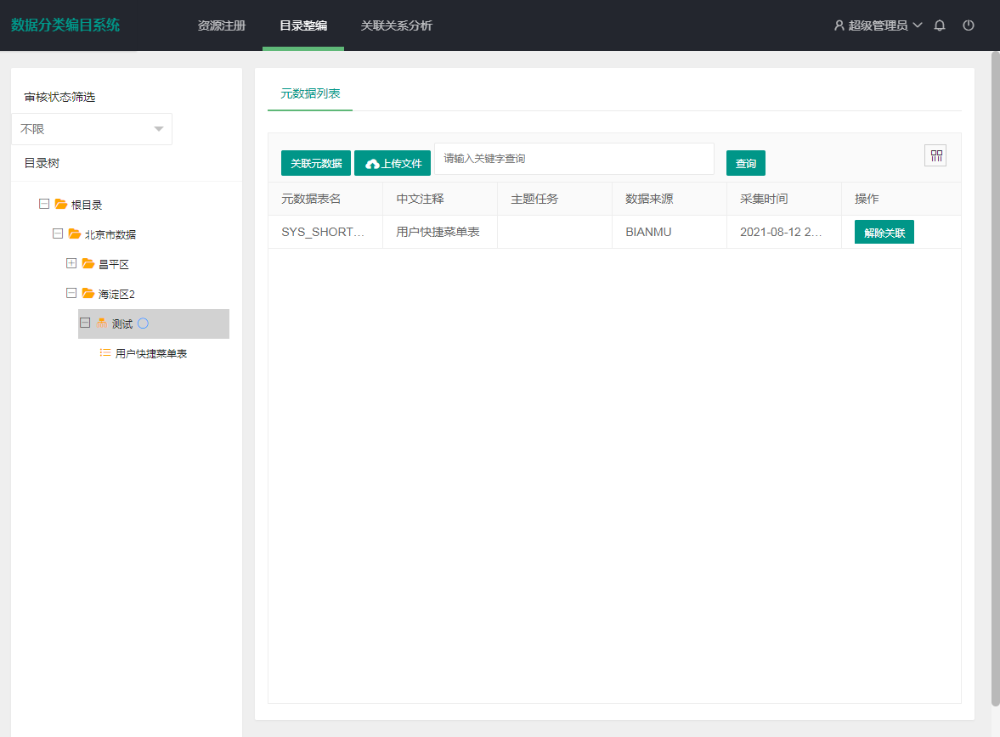 数据分类编目系统 资源注册 目录整编 关联关系分析 超级管理员
审核状态筛选
不限
目录树
根目录
北京市数据
昌平区
海淀区2
测试
用户快捷菜单表
元数据列表
关联元数据 上传文件 请输入关键字查询 查询
元数据表名 中文注释 主题任务 数据来源 采集时间 操作
SYS_SHORT... 用户快捷菜单表 BIANMU 2021-08-12 2... 解除关联